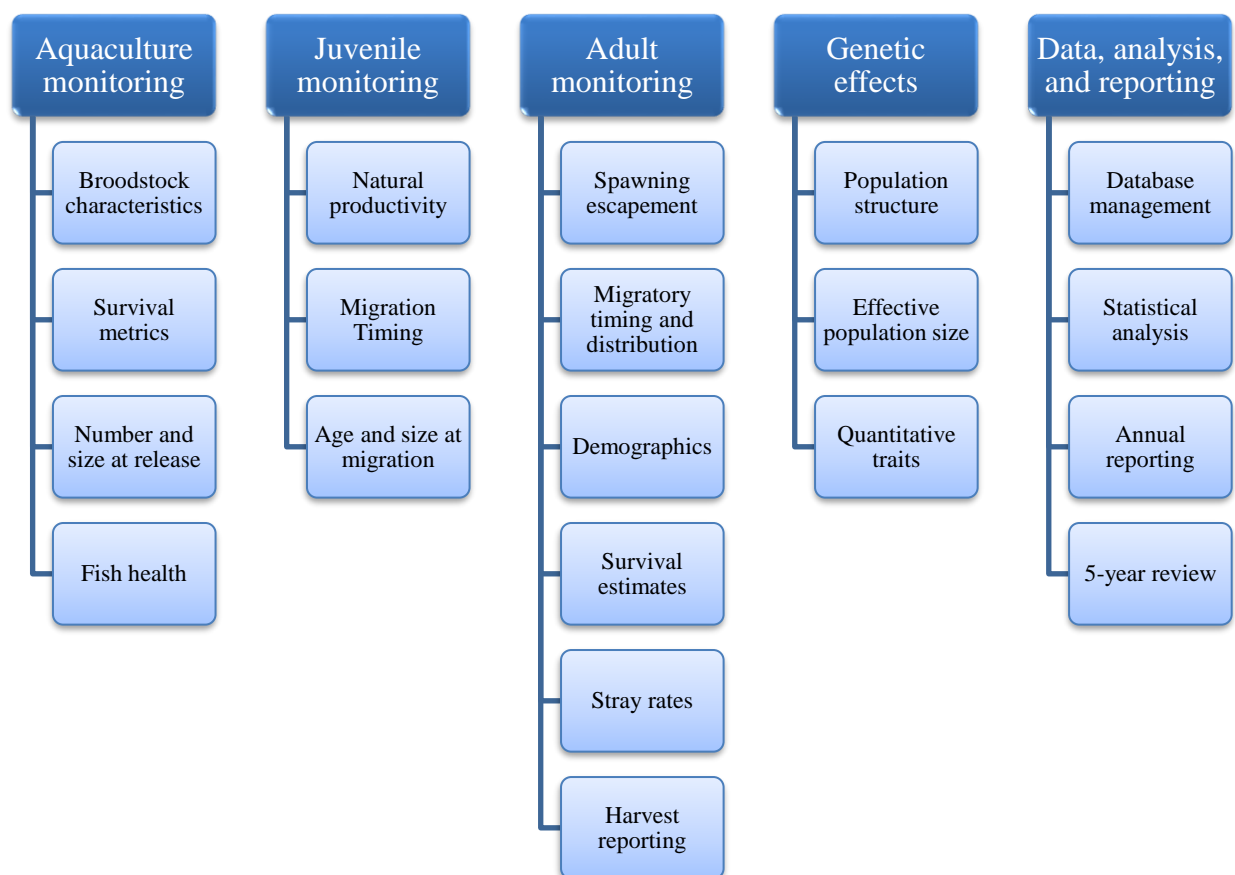 Aquaculture
monitoring
Broodstock
characteristics
Survival
metrics
Number and
size at release
Fish health
Juvenile
monitoring
Natural
productivity
Migration
Timing
Age and size at
migration
Adult
monitoring
Spawning
escapement
Migratory
timing and
distribution
Demographics
Survival
estimates
Stray rates
Harvest
reporting
Genetic
effects
Population
structure
Effective
population size
Quantitative
traits
Data, analysis,
and reporting
Database
management
Statistical
analysis
Annual
reporting
5-year review